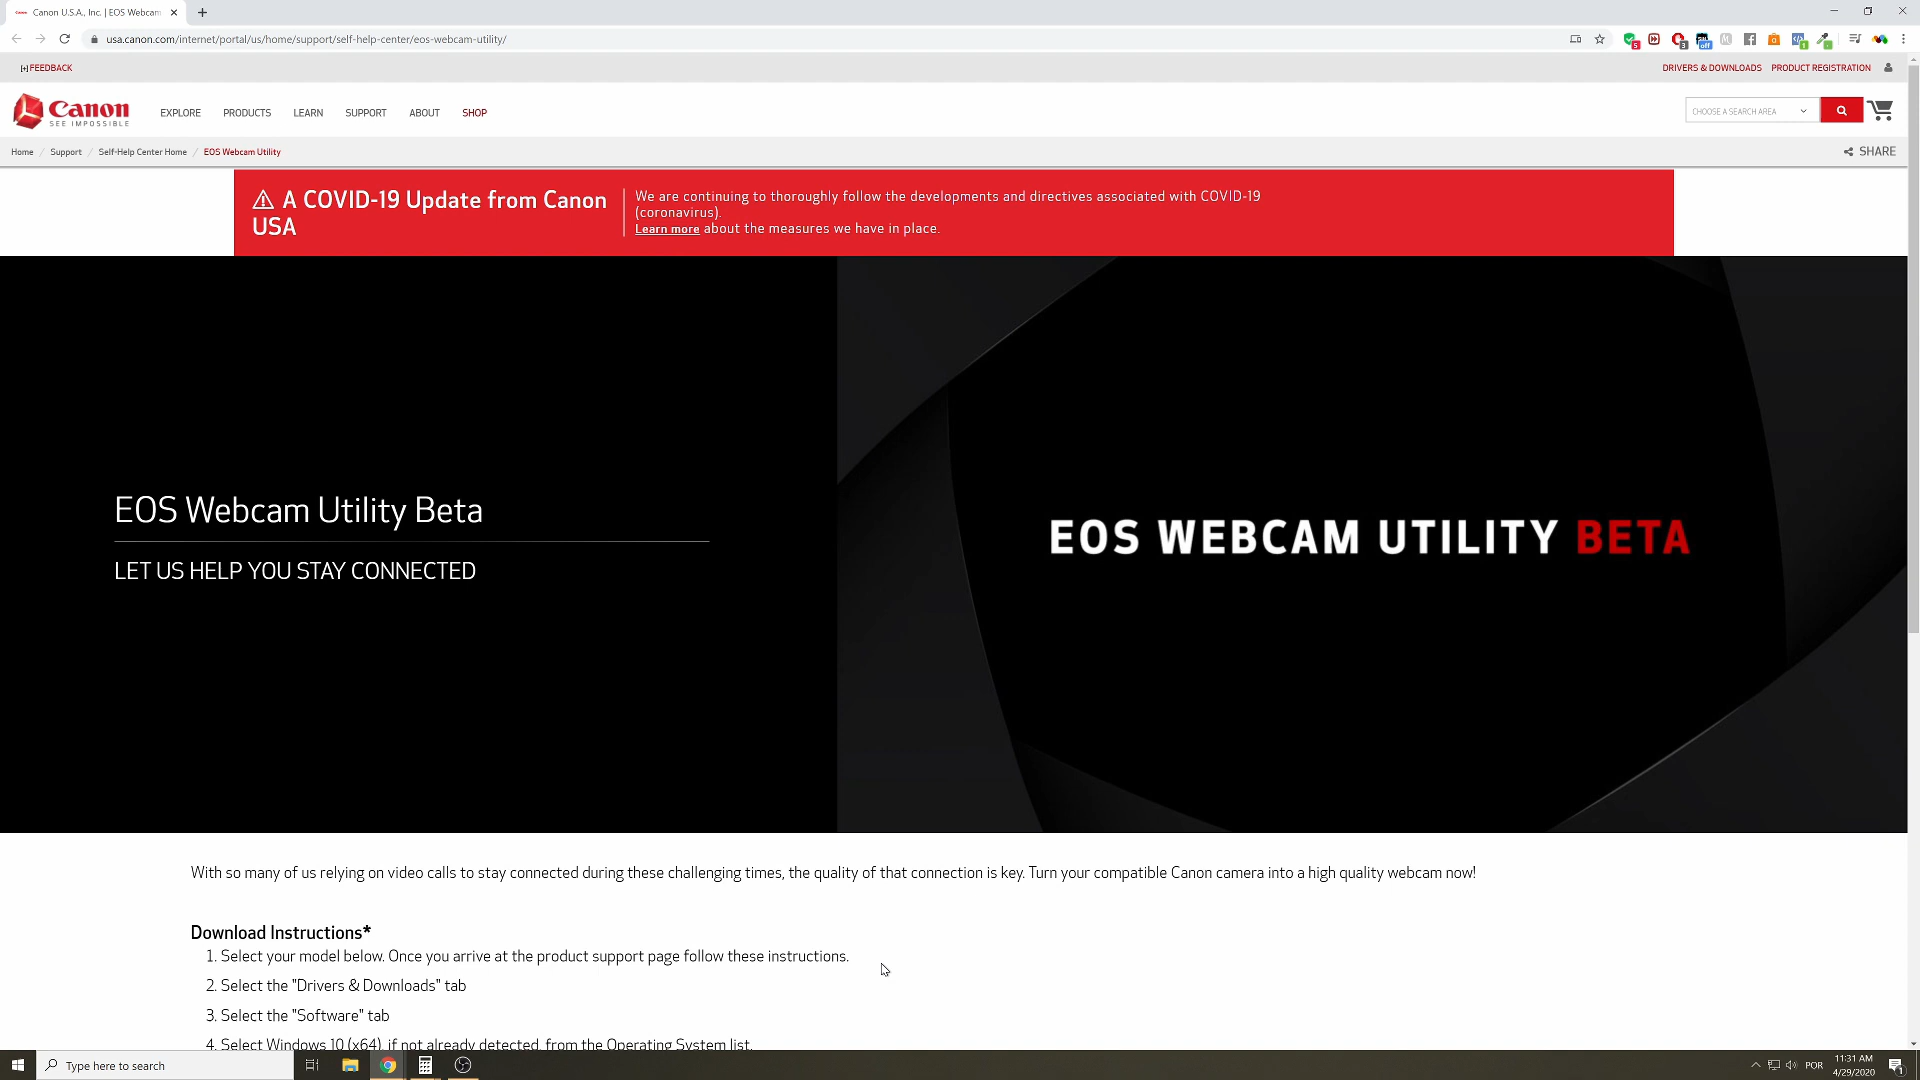 Canon U.S.A., Inc. | EOS Webcam
usa.canon.com/internet/portal/us/home/support/self-help-center/eos-webcam-utility/
[+] FEEDBACK
DRIVERS & DOWNLOADS PRODUCT REGISTRATION
Canon
SEE IMPOSSIBLE
EXPLORE PRODUCTS LEARN SUPPORT ABOUT SHOP
CHOOSE A SEARCH AREA
Home / Support / Self-Help Center Home / EOS Webcam Utility
SHARE
A COVID-19 Update from Canon
USA
We are continuing to thoroughly follow the developments and directives associated with COVID-19
(coronavirus).
Learn more about the measures we have in place.
EOS Webcam Utility Beta
LET US HELP YOU STAY CONNECTED
EOS WEBCAM UTILITY BETA
With so many of us relying on video calls to stay connected during these challenging times, the quality of that connection is key. Turn your compatible Canon camera into a high quality webcam now!
Download Instructions*
1. Select your model below. Once you arrive at the product support page follow these instructions.
2. Select the "Drivers & Downloads" tab
3. Select the "Software" tab
4. Select Windows 10 (x64), if not already detected, from the Operating System list.
Type here to search
POR
11:31 AM
4/29/2020